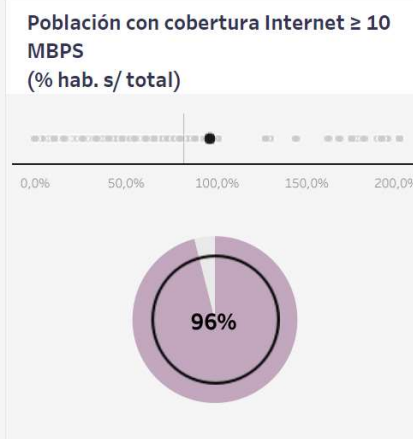 Población con cobertura Internet ≥ 10
MBPS
(% hab. s/ total)
0,0% 50,0% 100,0% 150,0% 200,0%
96%